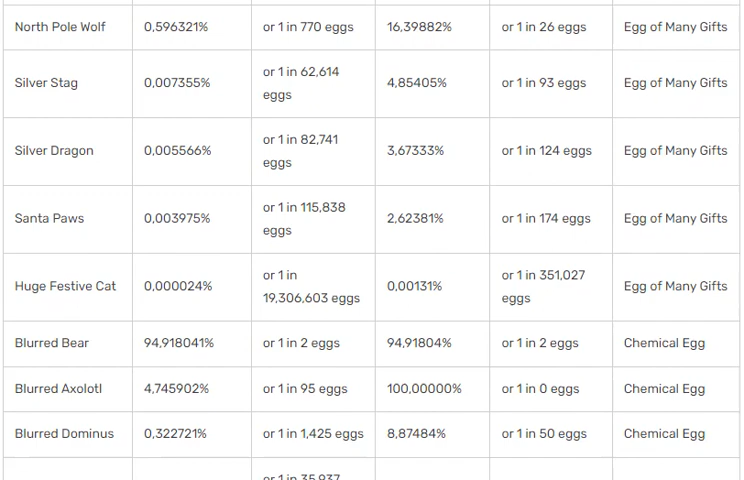 North Pole Wolf 0,596321% or 1 in 770 eggs 16,39882% or 1 in 26 eggs Egg of Many Gifts
Silver Stag 0,007355% or 1 in 62,614 eggs 4,85405% or 1 in 93 eggs Egg of Many Gifts
Silver Dragon 0,005566% or 1 in 82,741 eggs 3,67333% or 1 in 124 eggs Egg of Many Gifts
Santa Paws 0,003975% or 1 in 115,838 eggs 2,62381% or 1 in 174 eggs Egg of Many Gifts
Huge Festive Cat 0,000024% or 1 in 19,306,603 eggs 0,00131% or 1 in 351,027 eggs Egg of Many Gifts
Blurred Bear 94,918041% or 1 in 2 eggs 94,91804% or 1 in 2 eggs Chemical Egg
Blurred Axolotl 4,745902% or 1 in 95 eggs 100,00000% or 1 in 0 eggs Chemical Egg
Blurred Dominus 0,322721% or 1 in 1,425 eggs 8,87484% or 1 in 50 eggs Chemical Egg
or 1 in 35,937